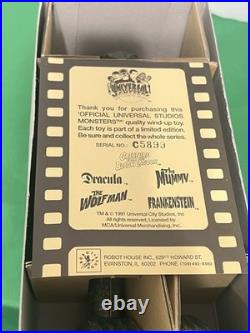 UNIVERSAL
Thank you for purchasing this
"OFFICIAL UNIVERSAL STUDIOS
MONSTERS™" quality wind-up toy.
Each toy is part of a limited edition.
Be sure and collect the whole series.
SERIAL NO.: C5899
CREATURE
FROM THE
BLACK LAGOON
Dracula
THE MUMMY
THE WOLF MAN
FRANKENSTEIN
TM & © 1991 Universal City Studios, Inc.
All Rights Reserved. Licensed by
MCA/Universal Merchandising, Inc.
ROBOT HOUSE INC., HOWARD ST.
EVANSTON, IL 60202 PHONE